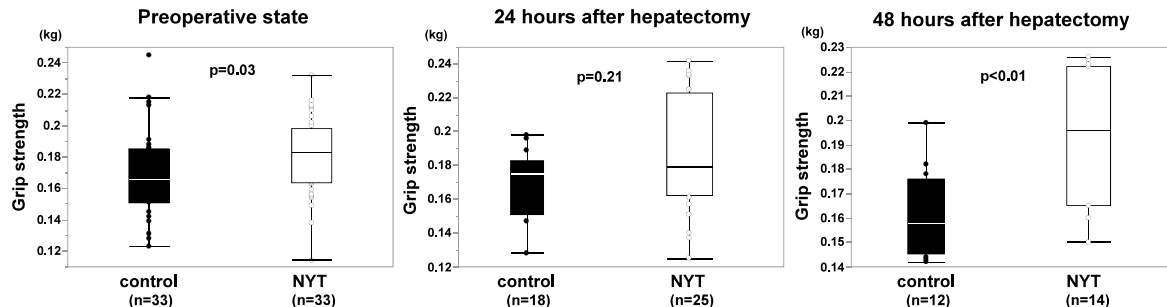 Preoperative state
(kg)
Grip strength
0.24
0.22
0.2
0.18
0.16
0.14
0.12
p=0.03
control
(n=33)
NYT
(n=33)
24 hours after hepatectomy
(kg)
Grip strength
0.24
0.22
0.2
0.18
0.16
0.14
0.12
p=0.21
control
(n=18)
NYT
(n=25)
48 hours after hepatectomy
(kg)
Grip strength
0.23
0.22
0.21
0.2
0.19
0.18
0.17
0.16
0.15
0.14
p<0.01
control
(n=12)
NYT
(n=14)